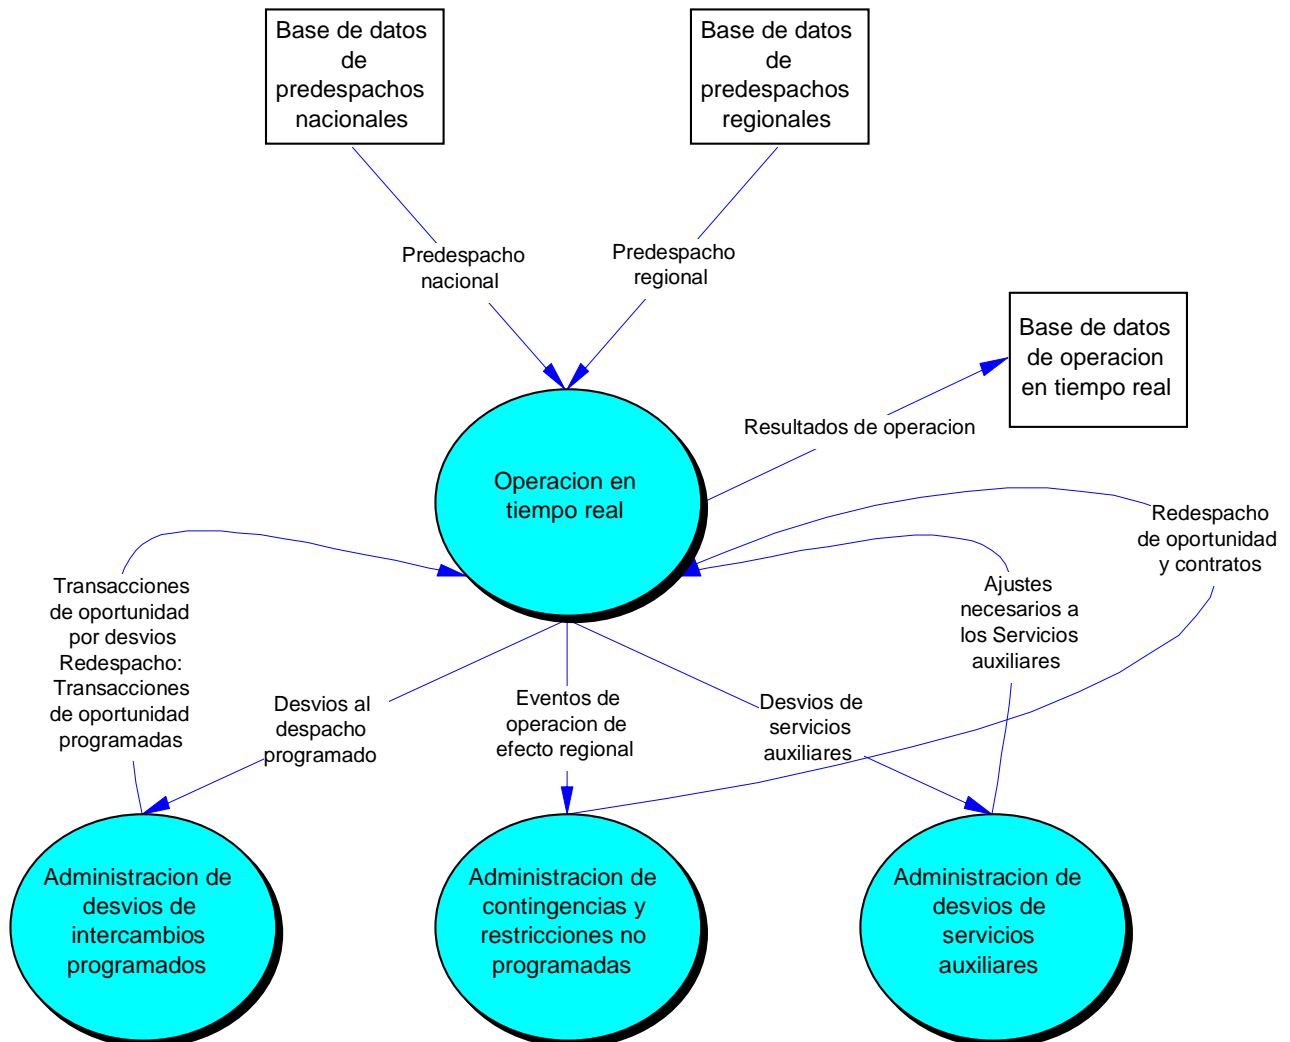 Base de datos
de
predespachos
nacionales
Base de datos
de
predespachos
regionales
Predespacho
nacional
Predespacho
regional
Base de datos
de operacion
en tiempo real
Resultados de operacion
Operacion en
tiempo real
Redespacho
de oportunidad
y contratos
Transacciones
de oportunidad
por desvios
Redespacho:
Transacciones
de oportunidad
programadas
Ajustes
necesarios a
los Servicios
auxiliares
Desvios al
despacho
programado
Eventos de
operacion de
efecto regional
Desvios de
servicios
auxiliares
Administracion de
desvios de
intercambios
programados
Administracion de
contingencias y
restricciones no
programadas
Administracion de
desvios de
servicios
auxiliares